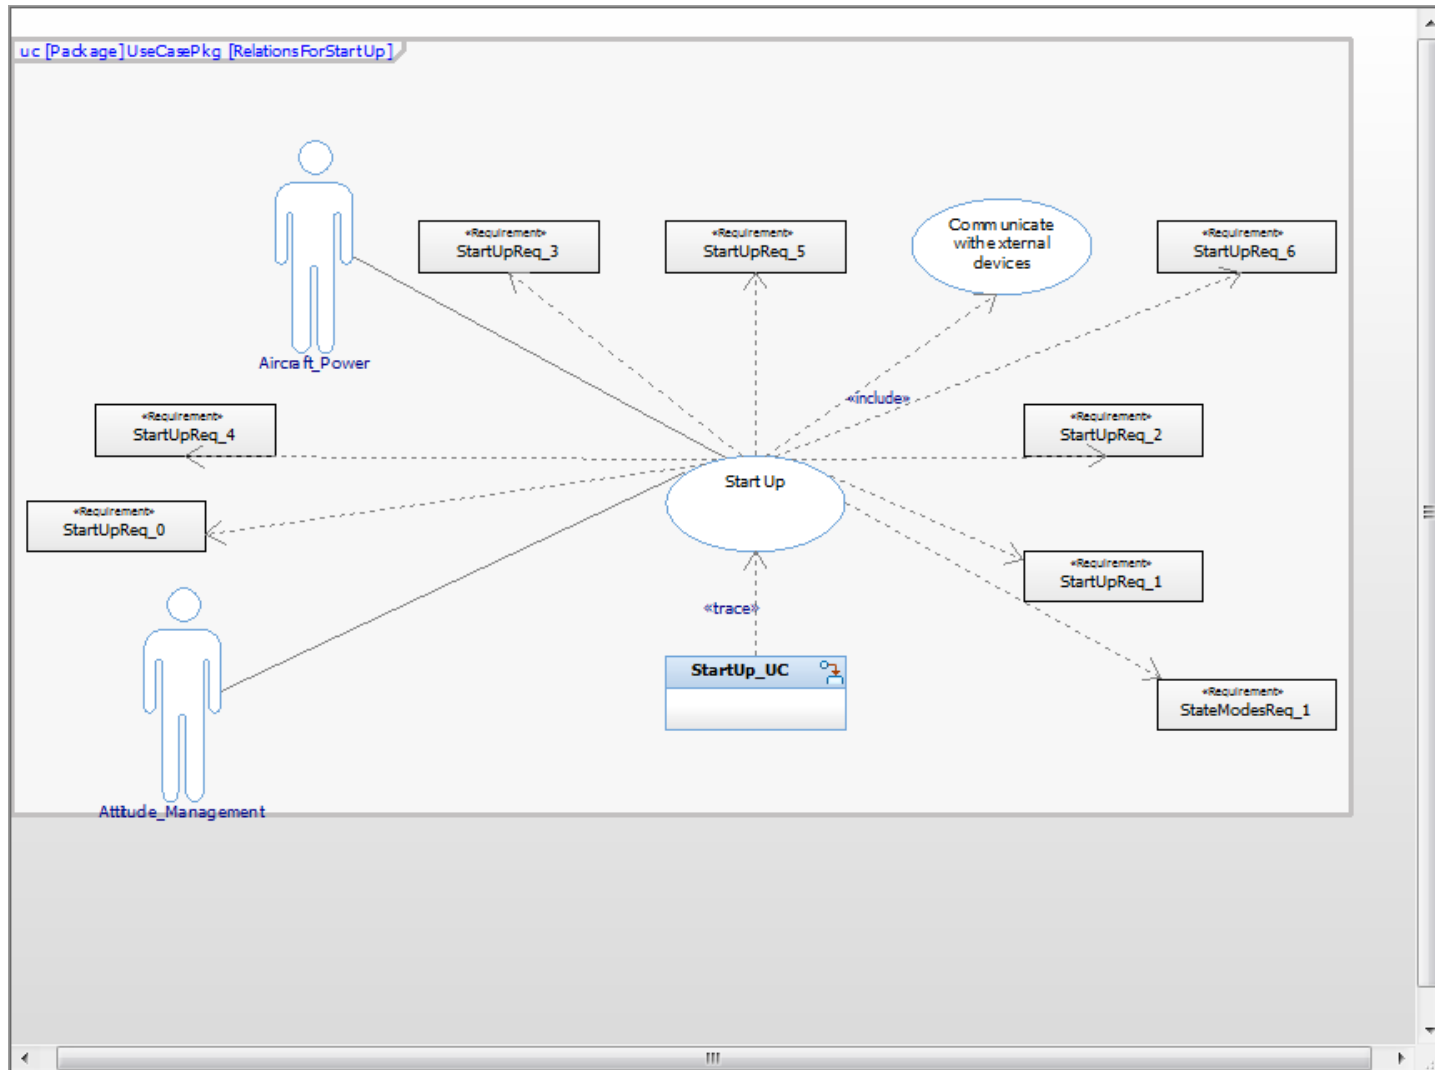 uc [Package] UseCasePkg [RelationsForStartUp]
«Requirement»
StartUpReq_3
«Requirement»
StartUpReq_5
Communicate
with external
devices
«Requirement»
StartUpReq_6
Aircraft_Power
«include»
«Requirement»
StartUpReq_4
«Requirement»
StartUpReq_2
Start Up
«Requirement»
StartUpReq_0
«Requirement»
StartUpReq_1
«trace»
StartUp_UC
«Requirement»
StateModesReq_1
Attitude_Management